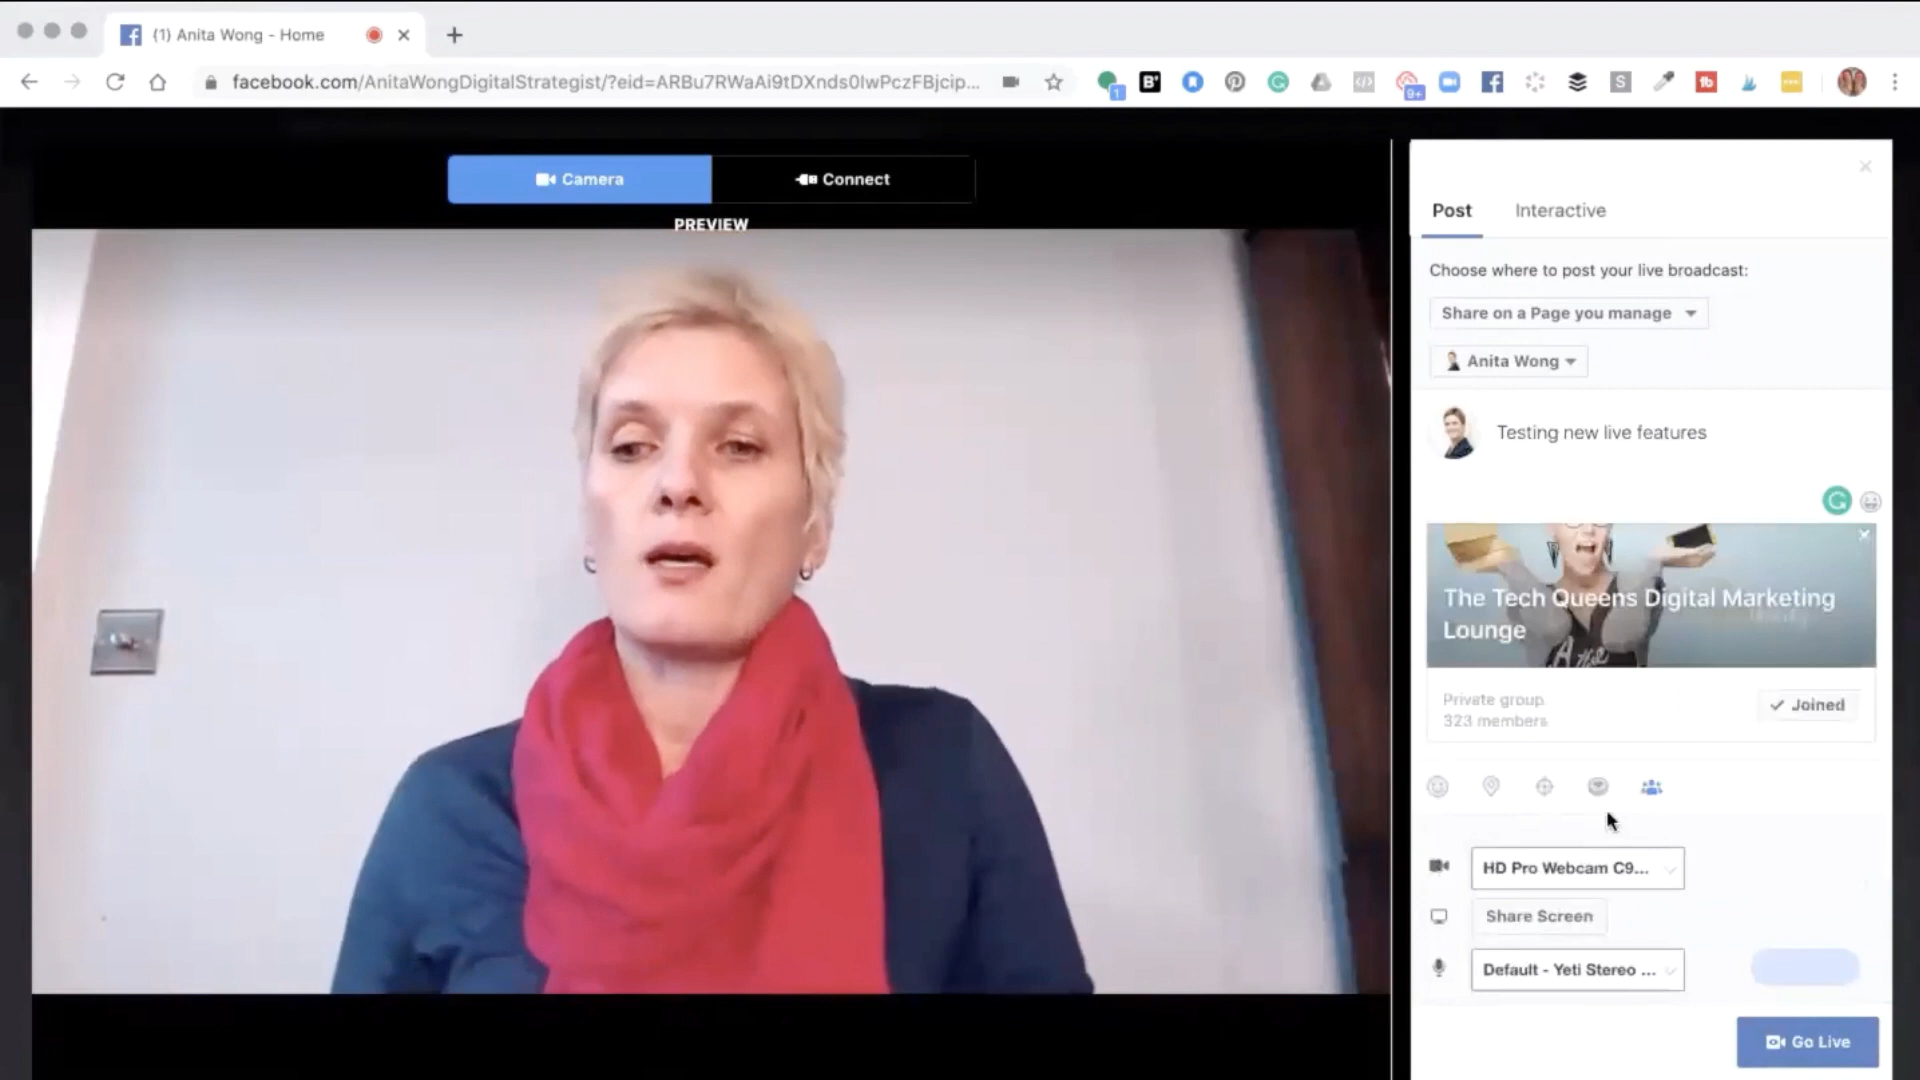 (1) Anita Wong - Home
facebook.com/AnitaWongDigitalStrategist/?eid=ARBu7RWaAi9tDXnds0IwPczFBjcip...
1
B
9+
S
Camera
Connect
PREVIEW
Post
Interactive
Choose where to post your live broadcast:
Share on a Page you manage
Anita Wong
Testing new live features
The Tech Queens Digital Marketing
Lounge
Private group
323 members
Joined
HD Pro Webcam C9...
Share Screen
Default - Yeti Stereo ...
Go Live